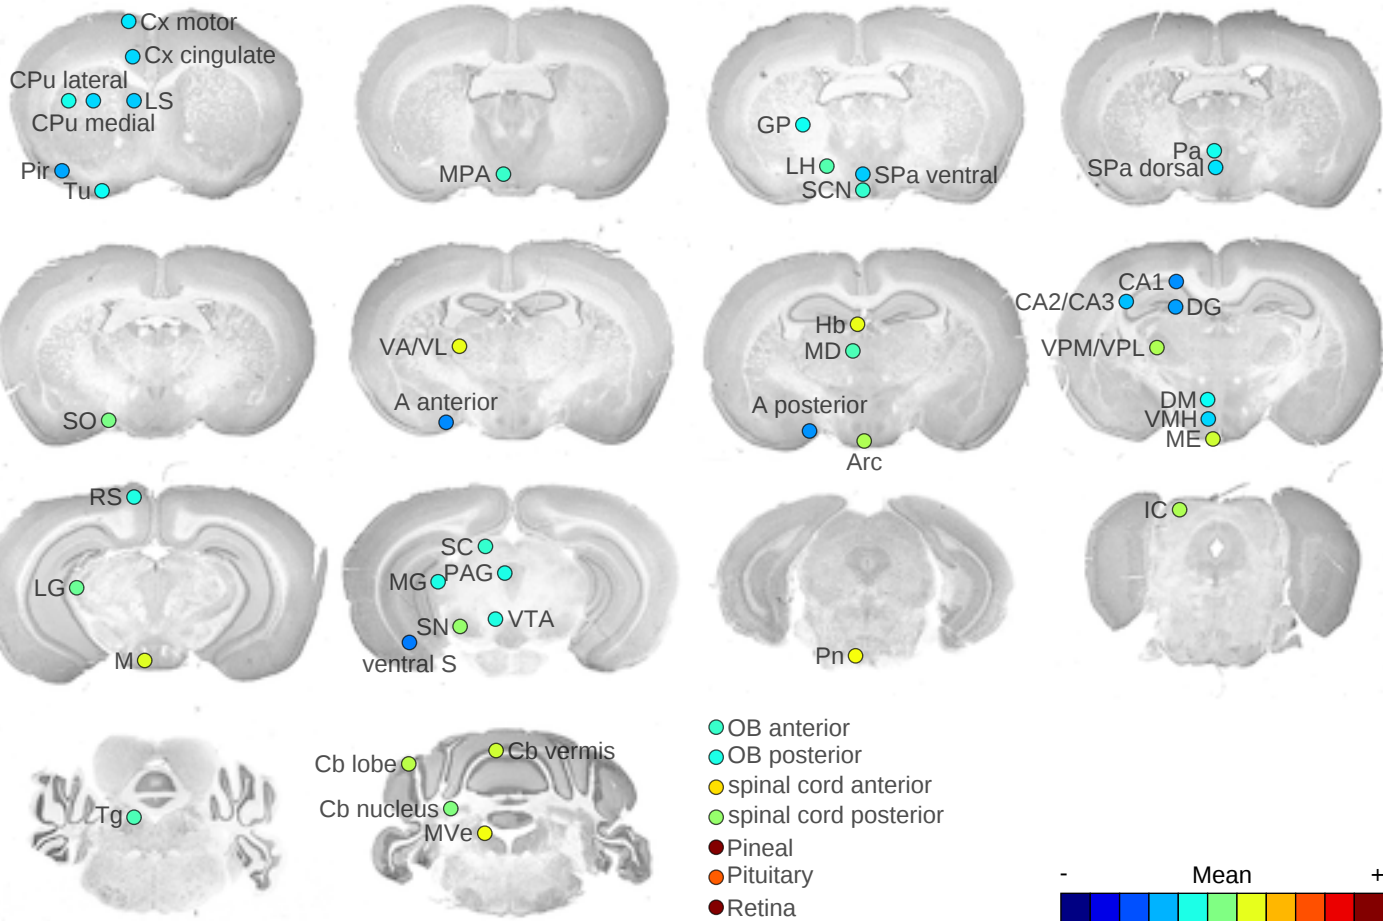 Cx motor
Cx cingulate
CPu lateral
LS
CPu medial
Pir
Tu
MPA
GP
LH
SPa ventral
SCN
Pa
SPa dorsal
SO
VA/VL
A anterior
Hb
MD
A posterior
Arc
CA1
CA2/CA3
DG
VPM/VPL
DM
VMH
ME
RS
LG
M
SC
MG
PAG
SN
VTA
ventral S
Pn
IC
Tg
Cb lobe
Cb vermis
Cb nucleus
MVe
OB anterior
OB posterior
spinal cord anterior
spinal cord posterior
Pineal
Pituitary
Retina
- Mean +